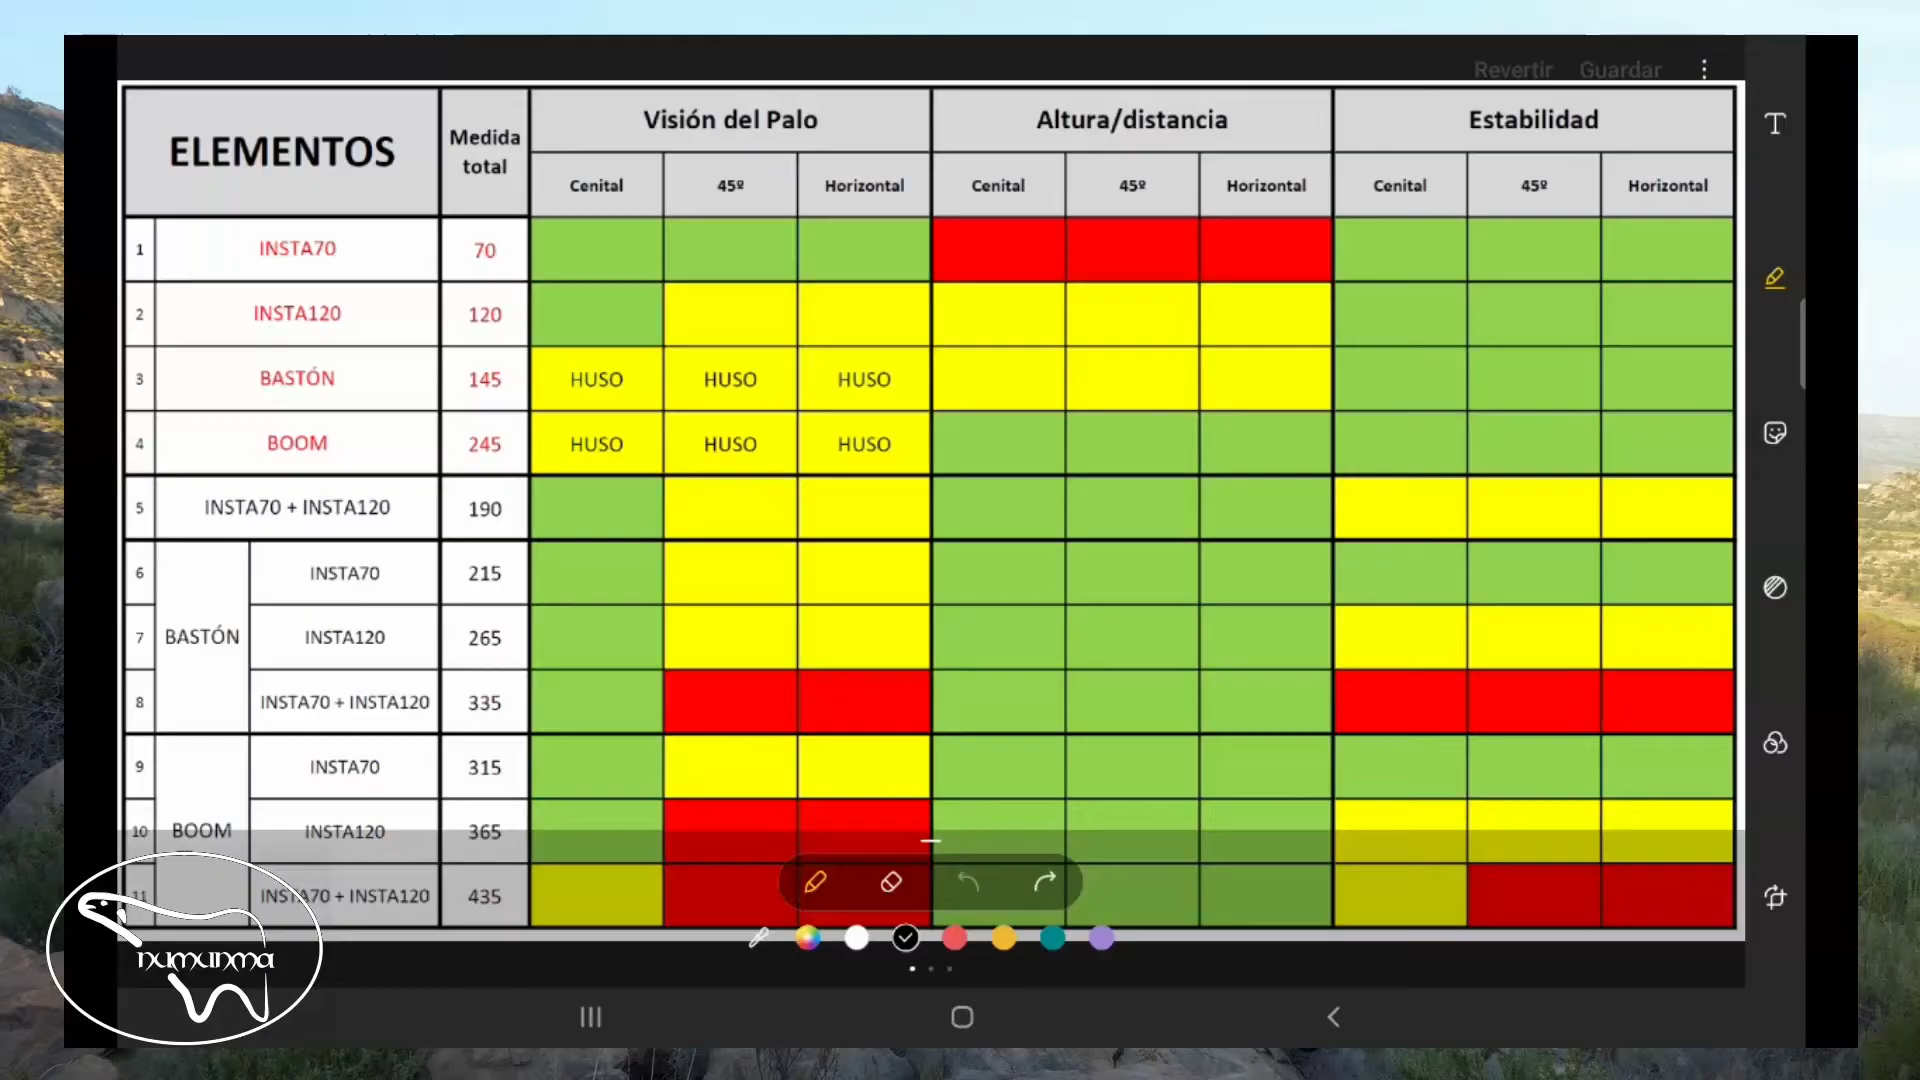 Revertir Guardar
ELEMENTOS Medida total Visión del Palo Altura/distancia Estabilidad
Cenital 45º Horizontal Cenital 45º Horizontal Cenital 45º Horizontal
1 INSTA70 70
2 INSTA120 120
3 BASTÓN 145 HUSO HUSO HUSO
4 BOOM 245 HUSO HUSO HUSO
5 INSTA70 + INSTA120 190
6 INSTA70 215
7 BASTÓN INSTA120 265
8 INSTA70 + INSTA120 335
9 INSTA70 315
10 BOOM INSTA120 365
11 INSTA70 + INSTA120 435
numunma